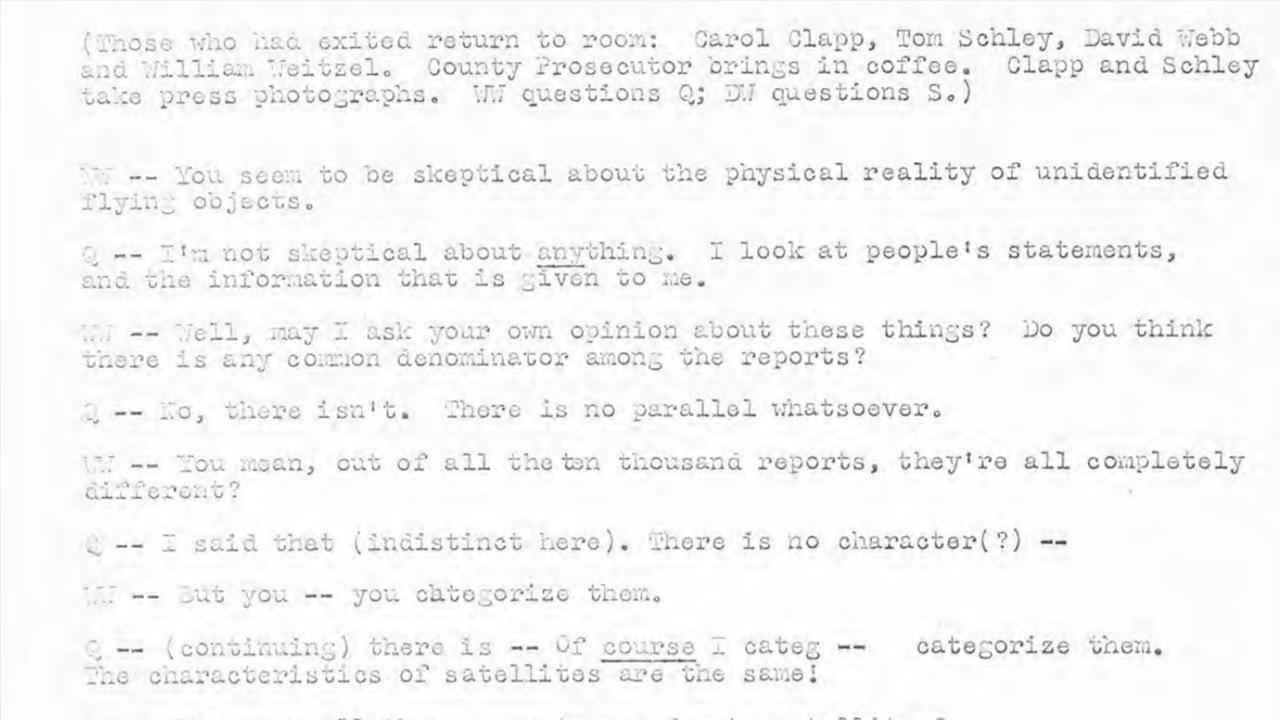 (Those who had exited return to room:  Carol Clapp, Tom Schley, David Webb
and William Weitzel.  County Prosecutor brings in coffee.  Clapp and Schley
take press photographs.  WW questions Q; DW questions S.)
WW -- You seem to be skeptical about the physical reality of unidentified
flying objects.
Q -- I'm not skeptical about anything.  I look at people's statements,
and the information that is given to me.
WW -- Well, may I ask your own opinion about these things?  Do you think
there is any common denominator among the reports?
Q -- No, there isn't.  There is no parallel whatsoever.
WW -- You mean, out of all the ten thousand reports, they're all completely
different?
Q -- I said that (indistinct here). There is no character(?) --
WW -- But you -- you categorize them.
Q -- (continuing) there is -- Of course I categ --   categorize them.
The characteristics of satellites are the same!